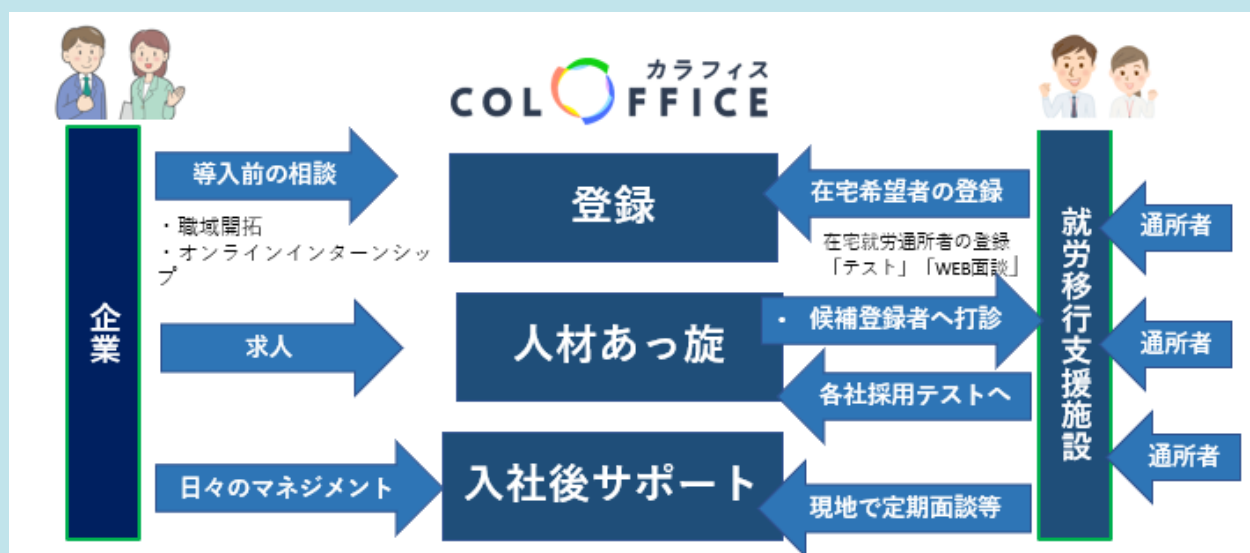 カラフィス
COLOFFICE
導入前の相談
・職域開拓
・オンラインインターンシッ
プ
登録
在宅希望者の登録
在宅就労通所者の登録
「テスト」「WEB面談」
企業
求人
人材あっ旋
・ 候補登録者へ打診
各社採用テストへ
日々のマネジメント
入社後サポート
現地で定期面談等
就労移行支援施設
通所者
通所者
通所者